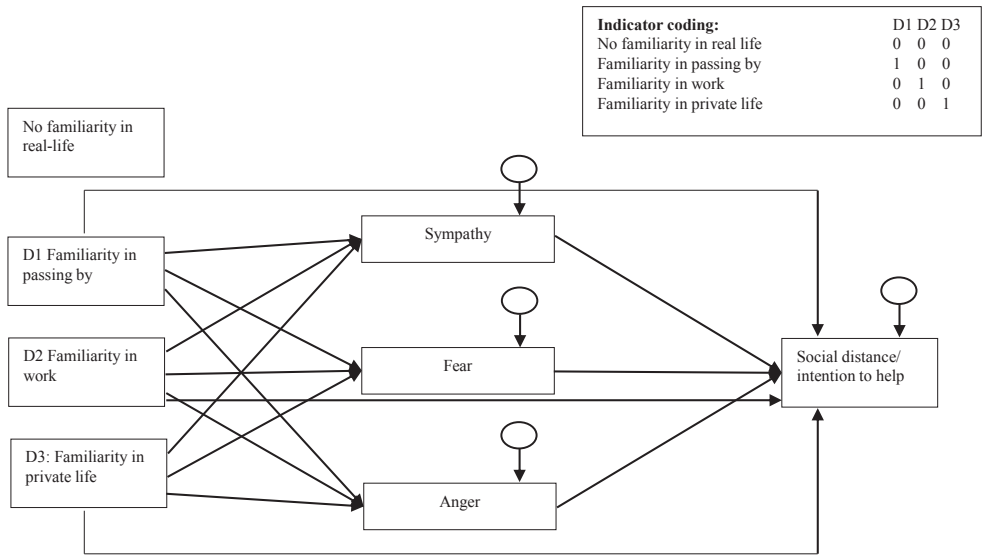 Indicator coding: D1 D2 D3
No familiarity in real life 0 0 0
Familiarity in passing by 1 0 0
Familiarity in work 0 1 0
Familiarity in private life 0 0 1
No familiarity in
real-life
Sympathy
D1 Familiarity in
passing by
D2 Familiarity in
work
Fear
Social distance/
intention to help
D3: Familiarity in
private life
Anger